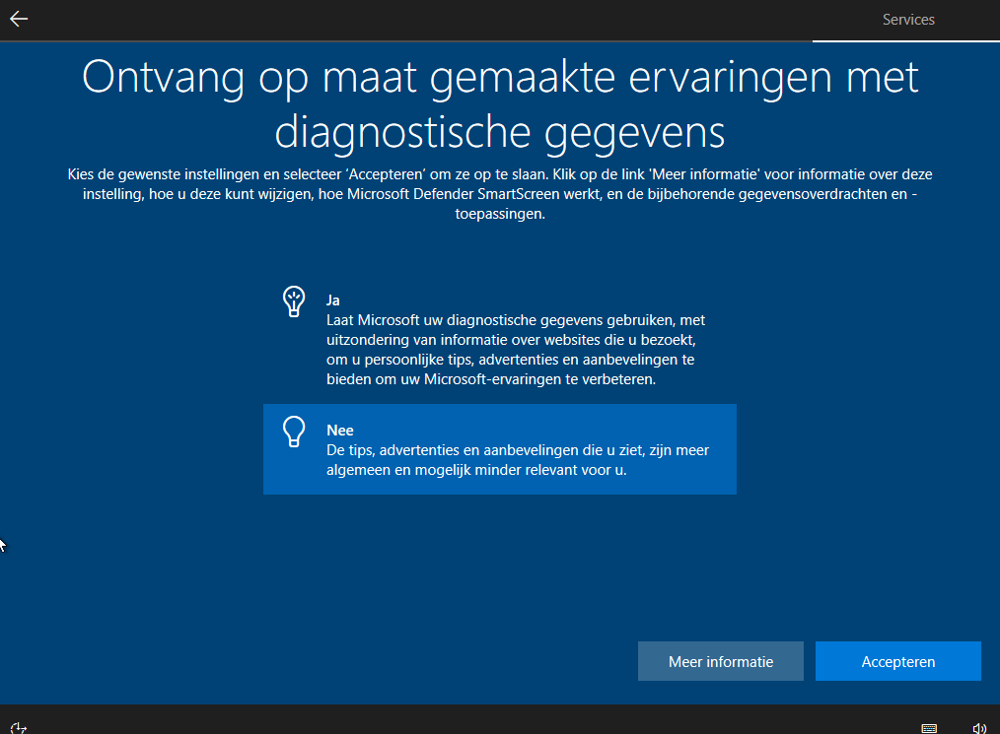 Services
Ontvang op maat gemaakte ervaringen met
diagnostische gegevens
Kies de gewenste instellingen en selecteer 'Accepteren' om ze op te slaan. Klik op de link 'Meer informatie' voor informatie over deze
instelling, hoe u deze kunt wijzigen, hoe Microsoft Defender SmartScreen werkt, en de bijbehorende gegevensoverdrachten en -
toepassingen.
Ja
Laat Microsoft uw diagnostische gegevens gebruiken, met
uitzondering van informatie over websites die u bezoekt,
om u persoonlijke tips, advertenties en aanbevelingen te
bieden om uw Microsoft-ervaringen te verbeteren.
Nee
De tips, advertenties en aanbevelingen die u ziet, zijn meer
algemeen en mogelijk minder relevant voor u.
Meer informatie
Accepteren